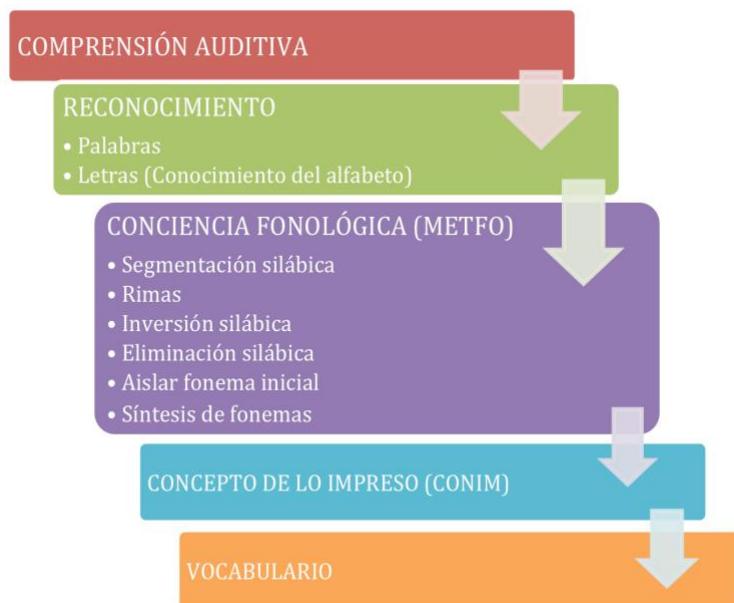 COMPRENSIÓN AUDITIVA
RECONOCIMIENTO
• Palabras
• Letras (Conocimiento del alfabeto)
CONCIENCIA FONOLÓGICA (METFO)
• Segmentación silábica
• Rimas
• Inversión silábica
• Eliminación silábica
• Aislar fonema inicial
• Síntesis de fonemas
CONCEPTO DE LO IMPRESO (CONIM)
VOCABULARIO